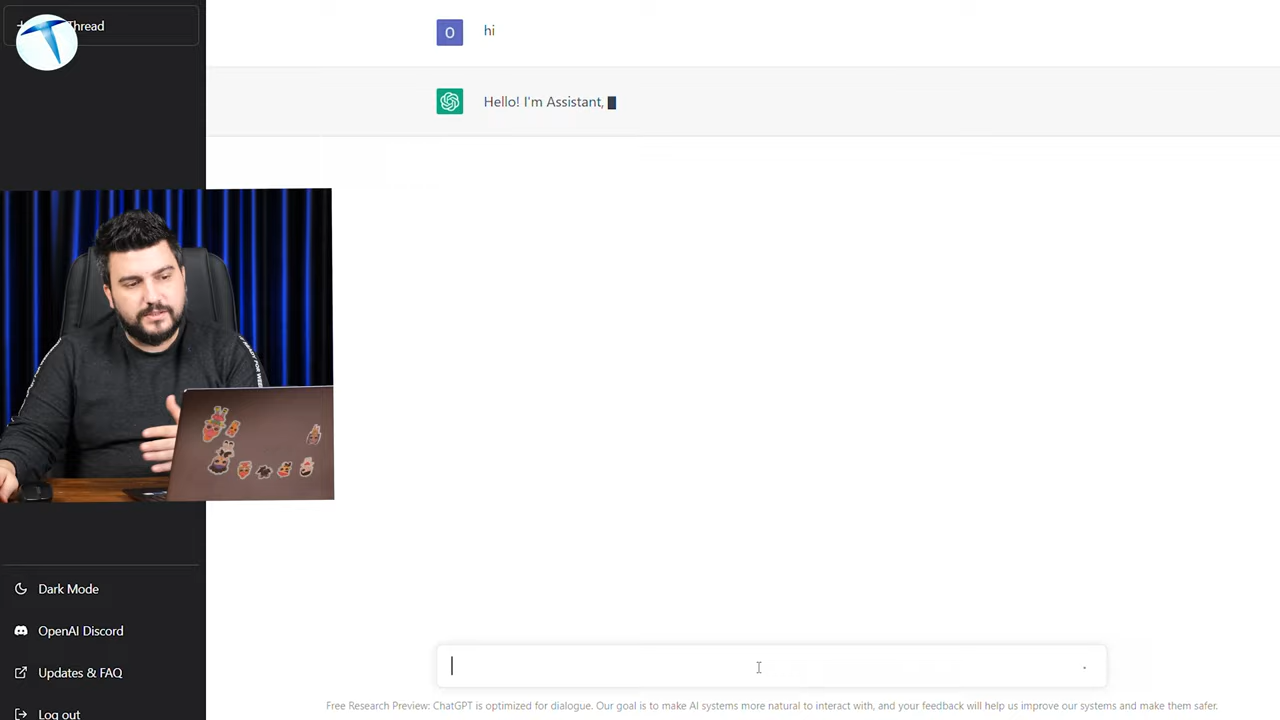 Thread
O
hi
Hello! I'm Assistant,
Dark Mode
OpenAI Discord
Updates & FAQ
Log out
Free Research Preview: ChatGPT is optimized for dialogue. Our goal is to make AI systems more natural to interact with, and your feedback will help us improve our systems and make them safer.